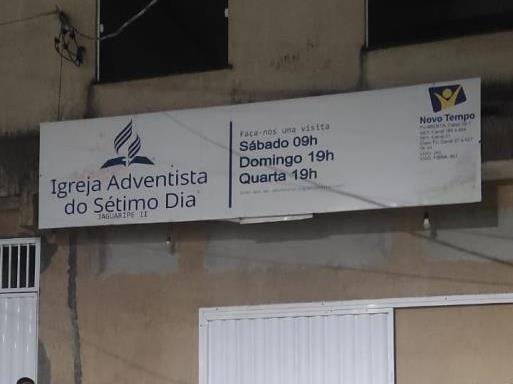 Igreja Adventista
do Sétimo Dia
JAGUARIPE II
Faça-nos uma visita
Sábado 09h
Domingo 19h
Quarta 19h
Novo Tempo